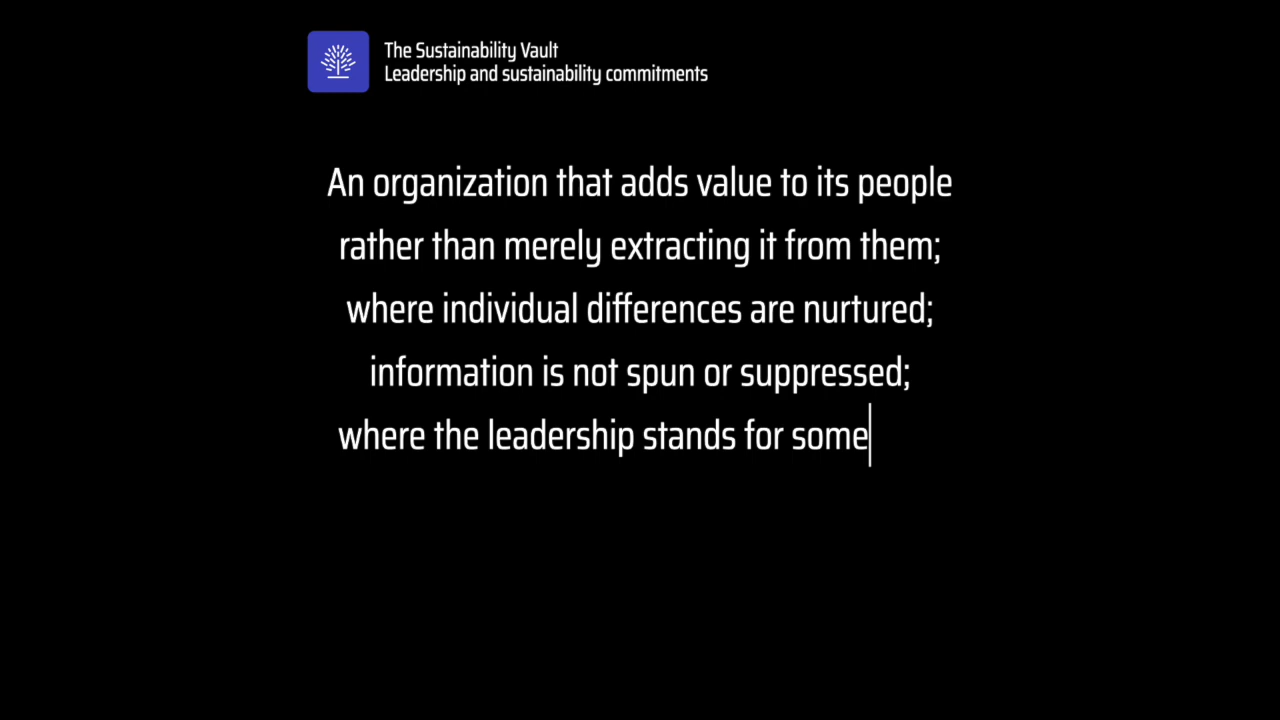 The Sustainability Vault
Leadership and sustainability commitments
An organization that adds value to its people
rather than merely extracting it from them;
where individual differences are nurtured;
information is not spun or suppressed;
where the leadership stands for some